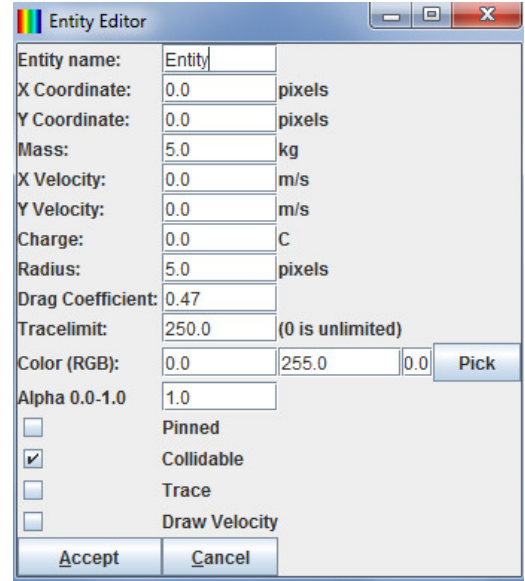 Entity Editor
Entity name: Entity
X Coordinate: 0.0 pixels
Y Coordinate: 0.0 pixels
Mass: 5.0 kg
X Velocity: 0.0 m/s
Y Velocity: 0.0 m/s
Charge: 0.0 C
Radius: 5.0 pixels
Drag Coefficient: 0.47
Tracelimit: 250.0 (0 is unlimited)
Color (RGB): 0.0 255.0 0.0 Pick
Alpha 0.0-1.0 1.0
Pinned
Collidable
Trace
Draw Velocity
Accept Cancel